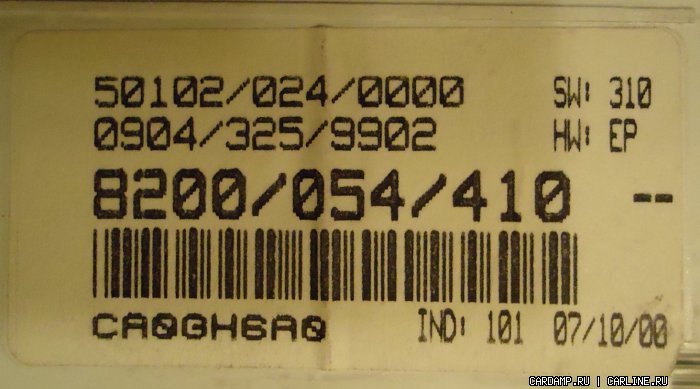 50102/024/0000 SW: 310
0904/325/9902 HW: EP
8200/054/410 --
CA0GH6A0 IND: 101 07/10/00
CARDAMP.RU | CARLINE.RU